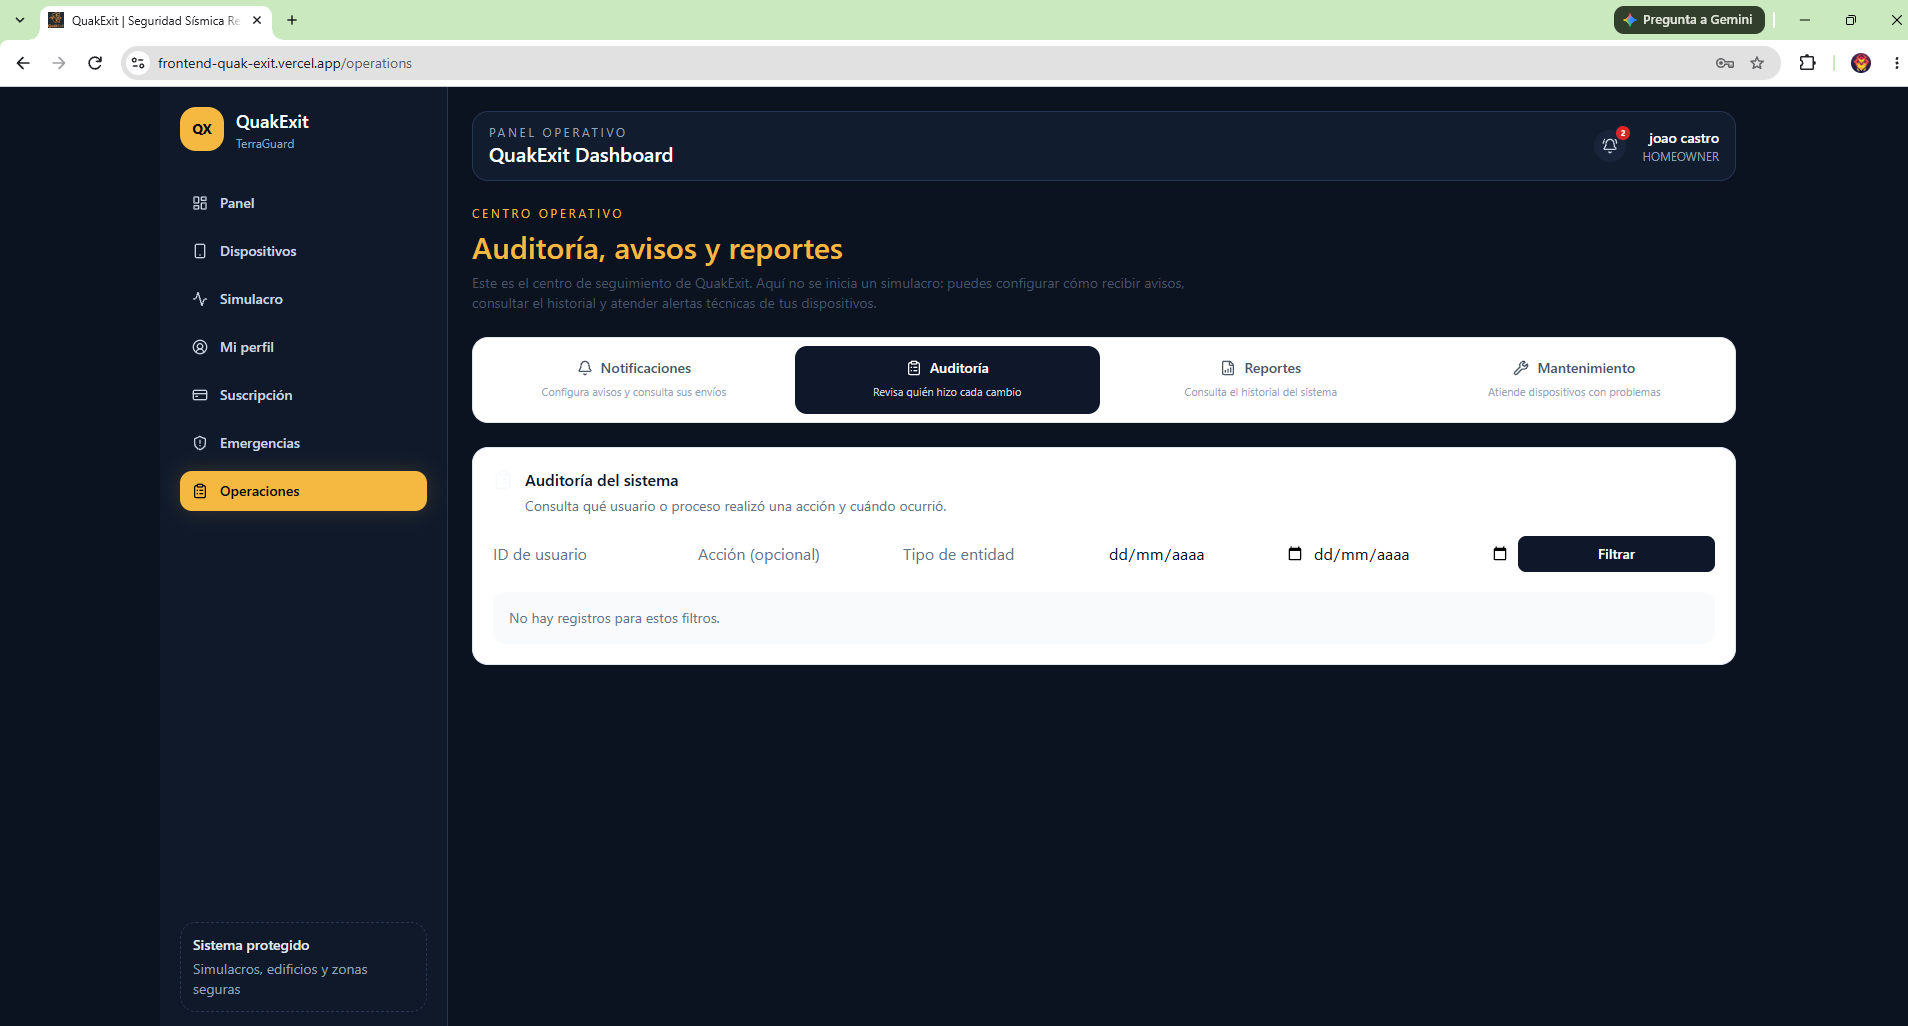 QuakExit | Seguridad Sísmica Re
Pregunta a Gemini
frontend-quak-exit.vercel.app/operations
QX
QuakExit
TerraGuard
Panel
Dispositivos
Simulacro
Mi perfil
Suscripción
Emergencias
Operaciones
Sistema protegido
Simulacros, edificios y zonas
seguras
PANEL OPERATIVO
QuakExit Dashboard
2
joao castro
HOMEOWNER
CENTRO OPERATIVO
Auditoría, avisos y reportes
Este es el centro de seguimiento de QuakExit. Aquí no se inicia un simulacro: puedes configurar cómo recibir avisos,
consultar el historial y atender alertas técnicas de tus dispositivos.
Notificaciones
Configura avisos y consulta sus envíos
Auditoría
Revisa quién hizo cada cambio
Reportes
Consulta el historial del sistema
Mantenimiento
Atiende dispositivos con problemas
Auditoría del sistema
Consulta qué usuario o proceso realizó una acción y cuándo ocurrió.
ID de usuario
Acción (opcional)
Tipo de entidad
dd/mm/aaaa
dd/mm/aaaa
Filtrar
No hay registros para estos filtros.